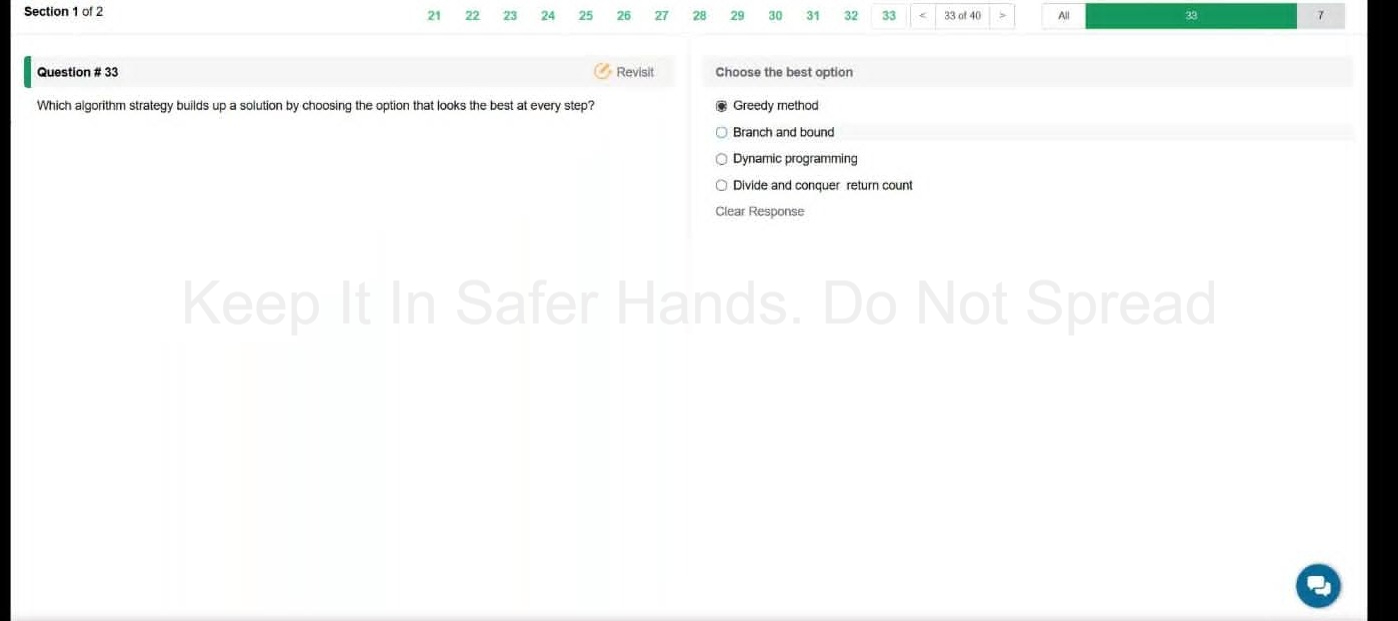 Section 1 of 2
21 22 23 24 25 26 27 28 29 30 31 32 33 < 33 of 40 > All 33 7
Question # 33
Revisit
Which algorithm strategy builds up a solution by choosing the option that looks the best at every step?
Choose the best option
Greedy method
Branch and bound
Dynamic programming
Divide and conquer return count
Clear Response
Keep It In Safer Hands. Do Not Spread